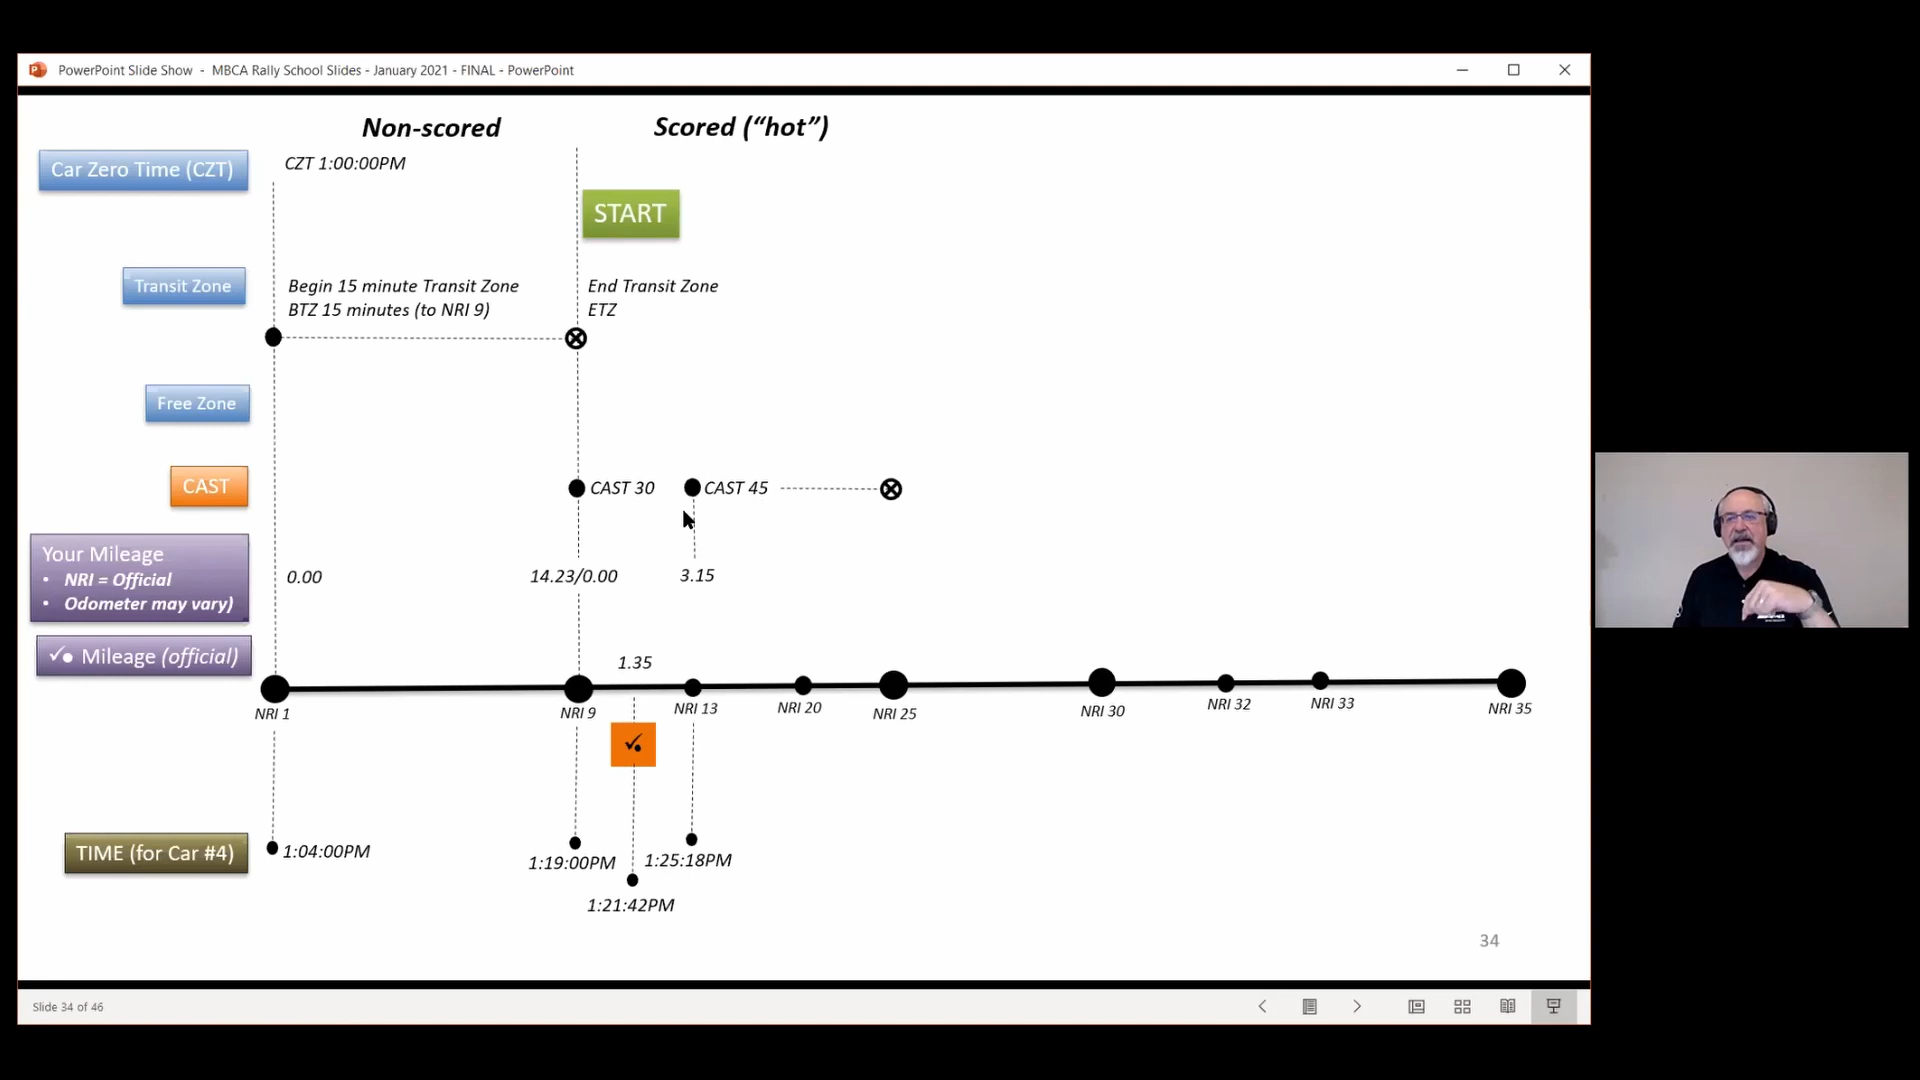 PowerPoint Slide Show - MBCA Rally School Slides - January 2021 - FINAL - PowerPoint
Non-scored
Scored (“hot”)
Car Zero Time (CZT)
CZT 1:00:00PM
START
Transit Zone
Begin 15 minute Transit Zone
BTZ 15 minutes (to NRI 9)
End Transit Zone
ETZ
Free Zone
CAST
CAST 30
CAST 45
Your Mileage
• NRI = Official
• Odometer may vary)
0.00
14.23/0.00
3.15
✓• Mileage (official)
1.35
NRI 1
NRI 9
NRI 13
NRI 20
NRI 25
NRI 30
NRI 32
NRI 33
NRI 35
TIME (for Car #4)
1:04:00PM
1:19:00PM
1:25:18PM
1:21:42PM
34
Slide 34 of 46